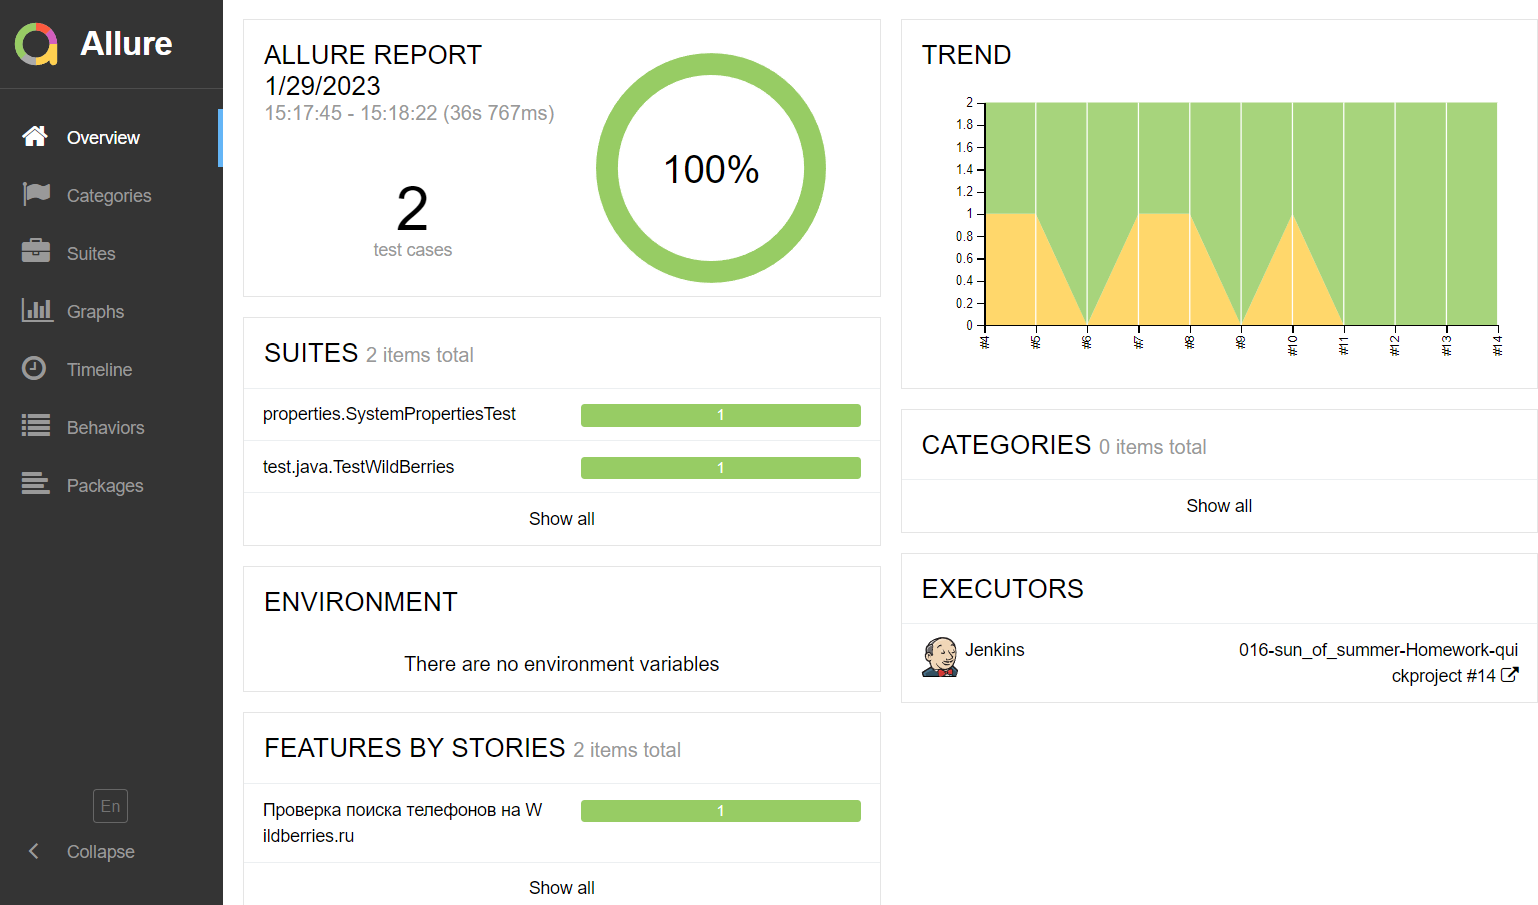 Allure
Overview
Categories
Suites
Graphs
Timeline
Behaviors
Packages
En
Collapse
ALLURE REPORT
1/29/2023
15:17:45 - 15:18:22 (36s 767ms)
2
test cases
100%
SUITES 2 items total
properties.SystemPropertiesTest 1
test.java.TestWildBerries 1
Show all
ENVIRONMENT
There are no environment variables
FEATURES BY STORIES 2 items total
Проверка поиска телефонов на W 1
ildberries.ru
Show all
TREND
2
1.8
1.6
1.4
1.2
1
0.8
0.6
0.4
0.2
0
#4 #5 #6 #7 #8 #9 #10 #11 #12 #13 #14
CATEGORIES 0 items total
Show all
EXECUTORS
Jenkins 016-sun_of_summer-Homework-qui
ckproject #14